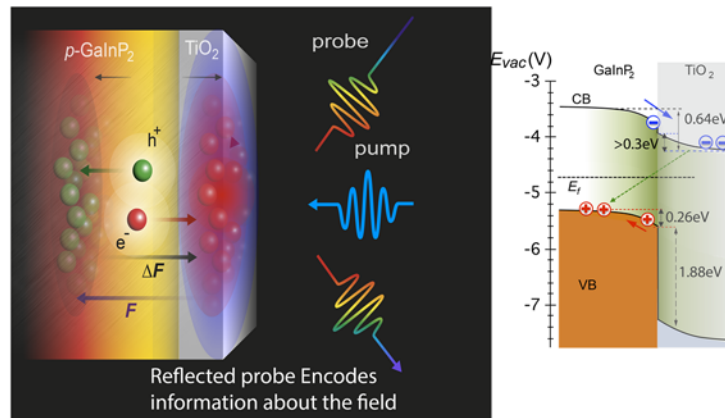 p-GaInP2
TiO2
probe
h+
pump
e-
ΔF
F
Reflected probe Encodes
information about the field
Evac(V)
GaInP2
TiO2
-3
CB
0.64eV
-4
>0.3eV
Ef
-5
0.26eV
-6
1.88eV
VB
-7